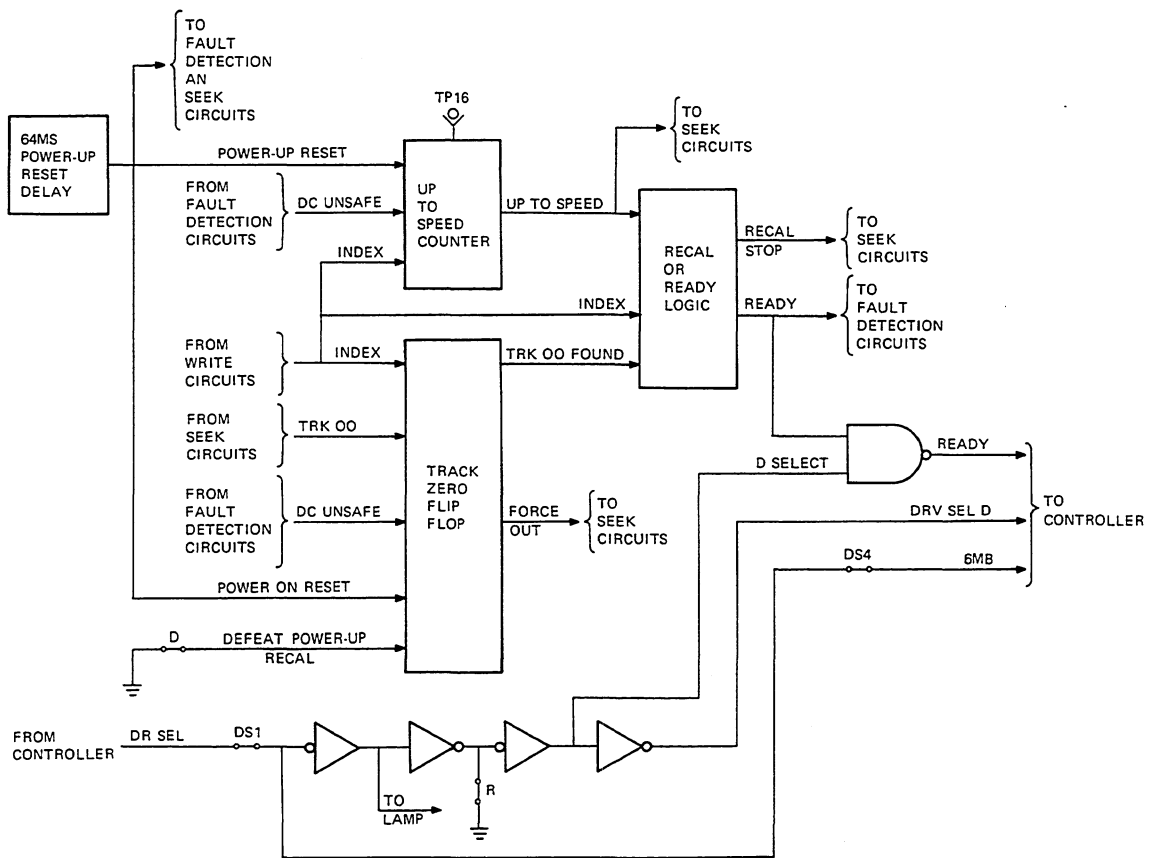 TO
FAULT
DETECTION
AN
SEEK
CIRCUITS
64MS
POWER-UP
RESET
DELAY
POWER-UP RESET
TP16
UP
TO
SPEED
COUNTER
TO
SEEK
CIRCUITS
FROM
FAULT
DETECTION
CIRCUITS
DC UNSAFE
UP TO SPEED
INDEX
RECAL
OR
READY
LOGIC
RECAL
STOP
TO
SEEK
CIRCUITS
INDEX
READY
TO
FAULT
DETECTION
CIRCUITS
FROM
WRITE
CIRCUITS
INDEX
TRK OO FOUND
FROM
SEEK
CIRCUITS
TRK OO
TRACK
ZERO
FLIP
FLOP
D SELECT
READY
FROM
FAULT
DETECTION
CIRCUITS
DC UNSAFE
FORCE
OUT
TO
SEEK
CIRCUITS
DRV SEL D
TO
CONTROLLER
DS4
6MB
POWER ON RESET
D
DEFEAT POWER-UP
RECAL
FROM
CONTROLLER
DR SEL
DS1
TO
LAMP
R